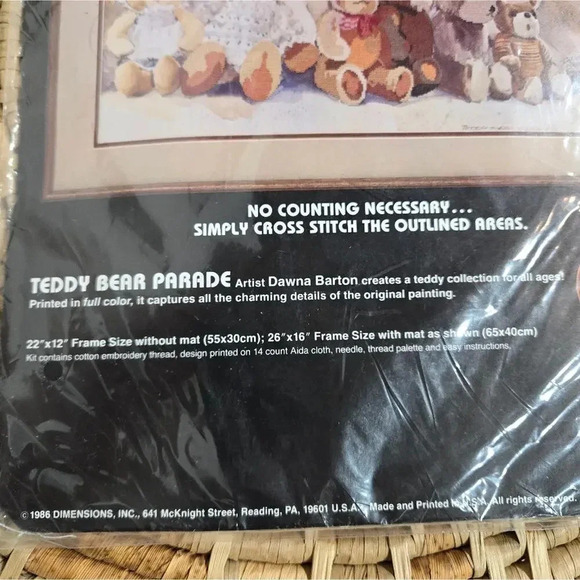 NO COUNTING NECESSARY...
SIMPLY CROSS STITCH THE OUTLINED AREAS.
TEDDY BEAR PARADE Artist Dawna Barton creates a teddy collection for all ages!
Printed in full color, it captures all the charming details of the original painting.
22"x12" Frame Size without mat (55x30cm); 26"x16" Frame Size with mat as shown (65x40cm)
Kit contains cotton embroidery thread, design printed on 14 count Aida cloth, needle, thread palette and easy instructions.
© 1986 DIMENSIONS, INC., 641 McKnight Street, Reading, PA, 19601 U.S.A. Made and Printed in U.S.A. All rights reserved.